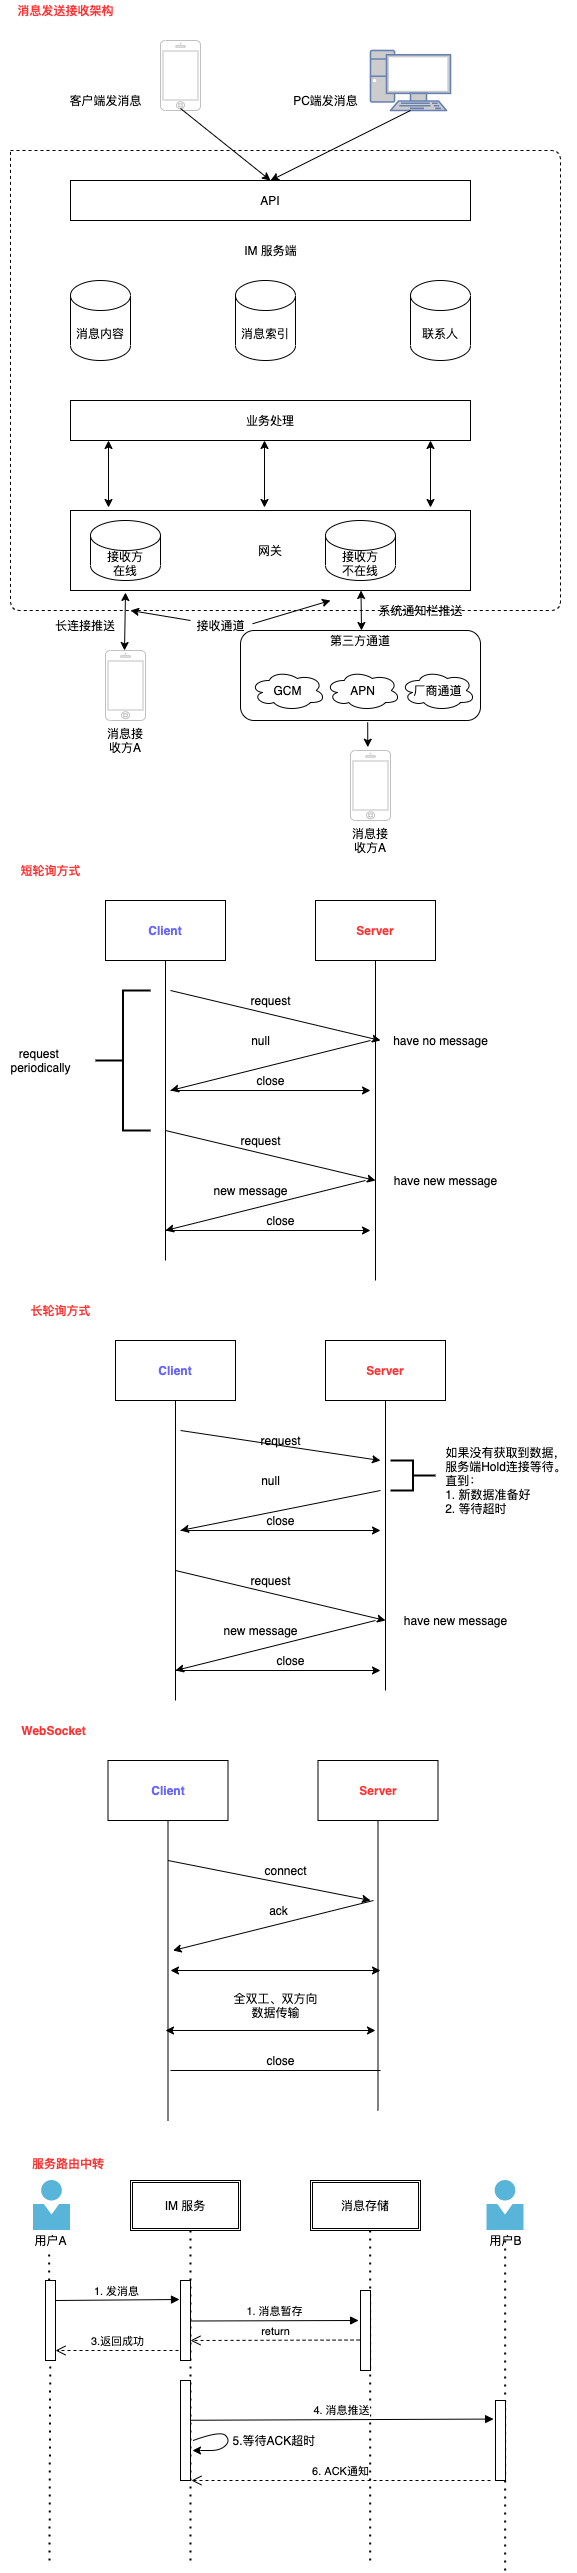 消息发送接收架构
客户端发消息
PC端发消息
API
IM 服务端
消息内容
消息索引
联系人
业务处理
接收方
在线
网关
接收方
不在线
长连接推送
接收通道
系统通知栏推送
第三方通道
GCM
APN
厂商通道
消息接
收方A
消息接
收方A
短轮询方式
Client
Server
request
null
have no message
request
periodically
close
request
new message
have new message
close
长轮询方式
Client
Server
request
null
如果没有获取到数据，
服务端Hold连接等待。
直到：
1. 新数据准备好
2. 等待超时
close
request
new message
have new message
close
WebSocket
Client
Server
connect
ack
全双工、双方向
数据传输
close
服务路由中转
IM 服务
消息存储
用户A
用户B
1. 发消息
1. 消息暂存
return
3.返回成功
4. 消息推送
5.等待ACK超时
6. ACK通知